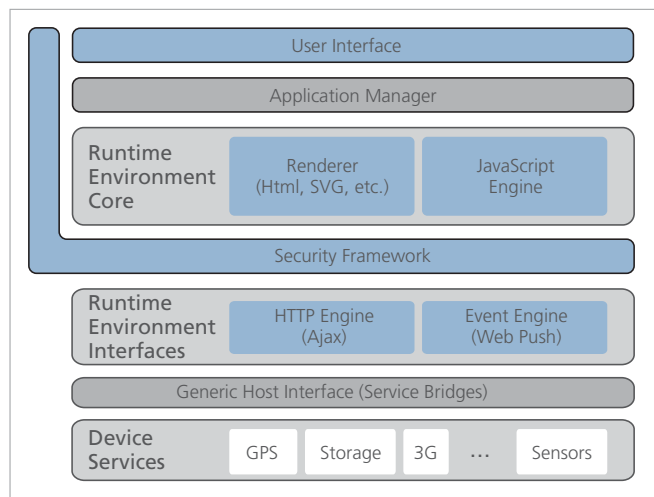 User Interface
Application Manager
Runtime
Environment
Core
Renderer
(Html, SVG, etc.)
JavaScript
Engine
Security Framework
Runtime
Environment
Interfaces
HTTP Engine
(Ajax)
Event Engine
(Web Push)
Generic Host Interface (Service Bridges)
Device
Services
GPS
Storage
3G
...
Sensors